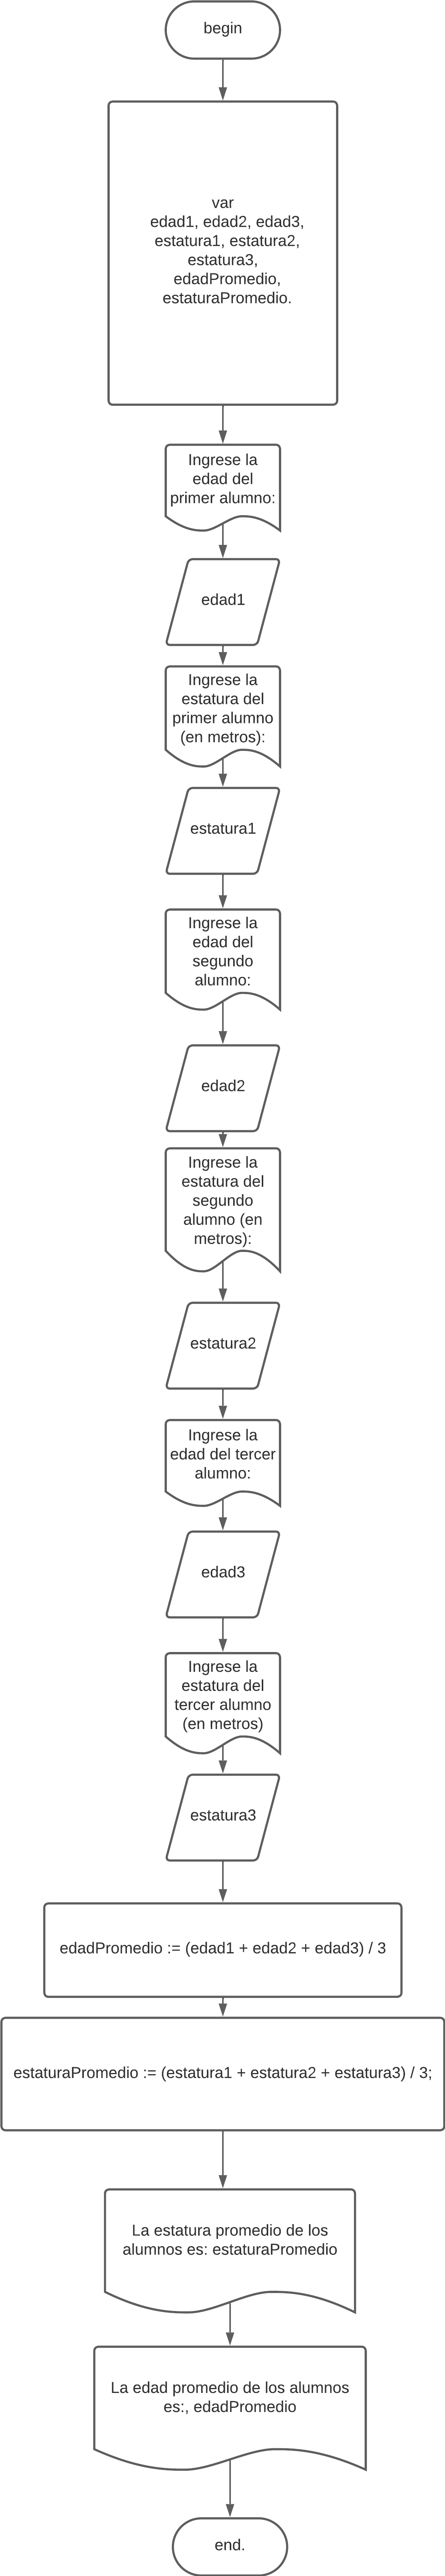 begin
var
edad1, edad2, edad3,
estatura1, estatura2,
estatura3,
edadPromedio,
estaturaPromedio.
Ingrese la
edad del
primer alumno:
edad1
Ingrese la
estatura del
primer alumno
(en metros):
estatura1
Ingrese la
edad del
segundo
alumno:
edad2
Ingrese la
estatura del
segundo
alumno (en
metros):
estatura2
Ingrese la
edad del tercer
alumno:
edad3
Ingrese la
estatura del
tercer alumno
(en metros)
estatura3
edadPromedio := (edad1 + edad2 + edad3) / 3
estaturaPromedio := (estatura1 + estatura2 + estatura3) / 3;
La estatura promedio de los
alumnos es: estaturaPromedio
La edad promedio de los alumnos
es:, edadPromedio
end.